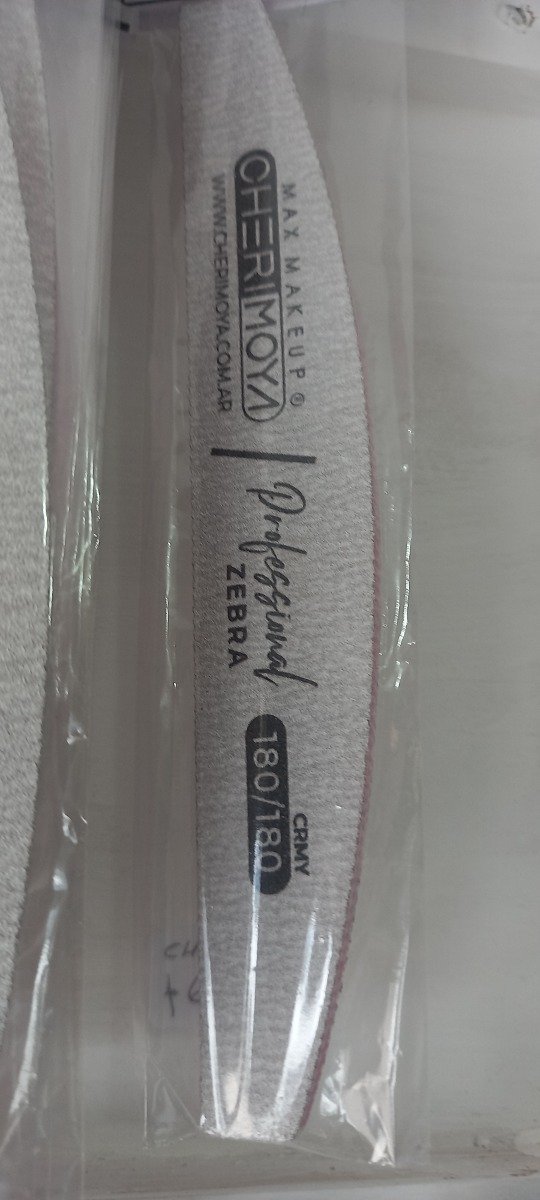 MAX MAKEUP®
CHERIMOYA
WWW.CHERIMOYA.COM.AR
Professional
ZEBRA
CRMY
180/180